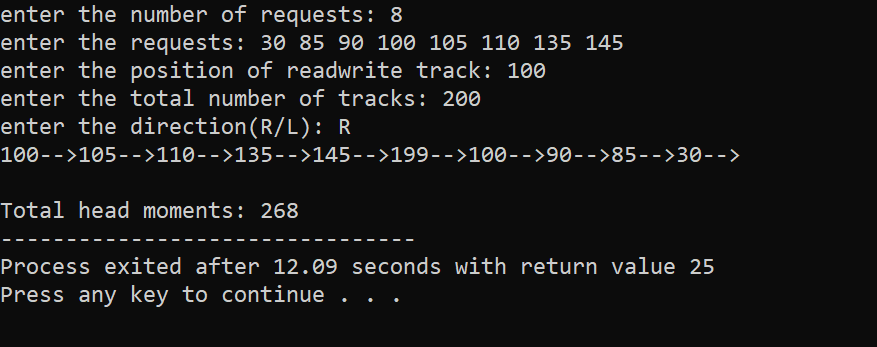 enter the number of requests: 8
enter the requests: 30 85 90 100 105 110 135 145
enter the position of readwrite track: 100
enter the total number of tracks: 200
enter the direction(R/L): R
100-->105-->110-->135-->145-->199-->100-->90-->85-->30-->
Total head moments: 268
--------------------------------
Process exited after 12.09 seconds with return value 25
Press any key to continue . . .